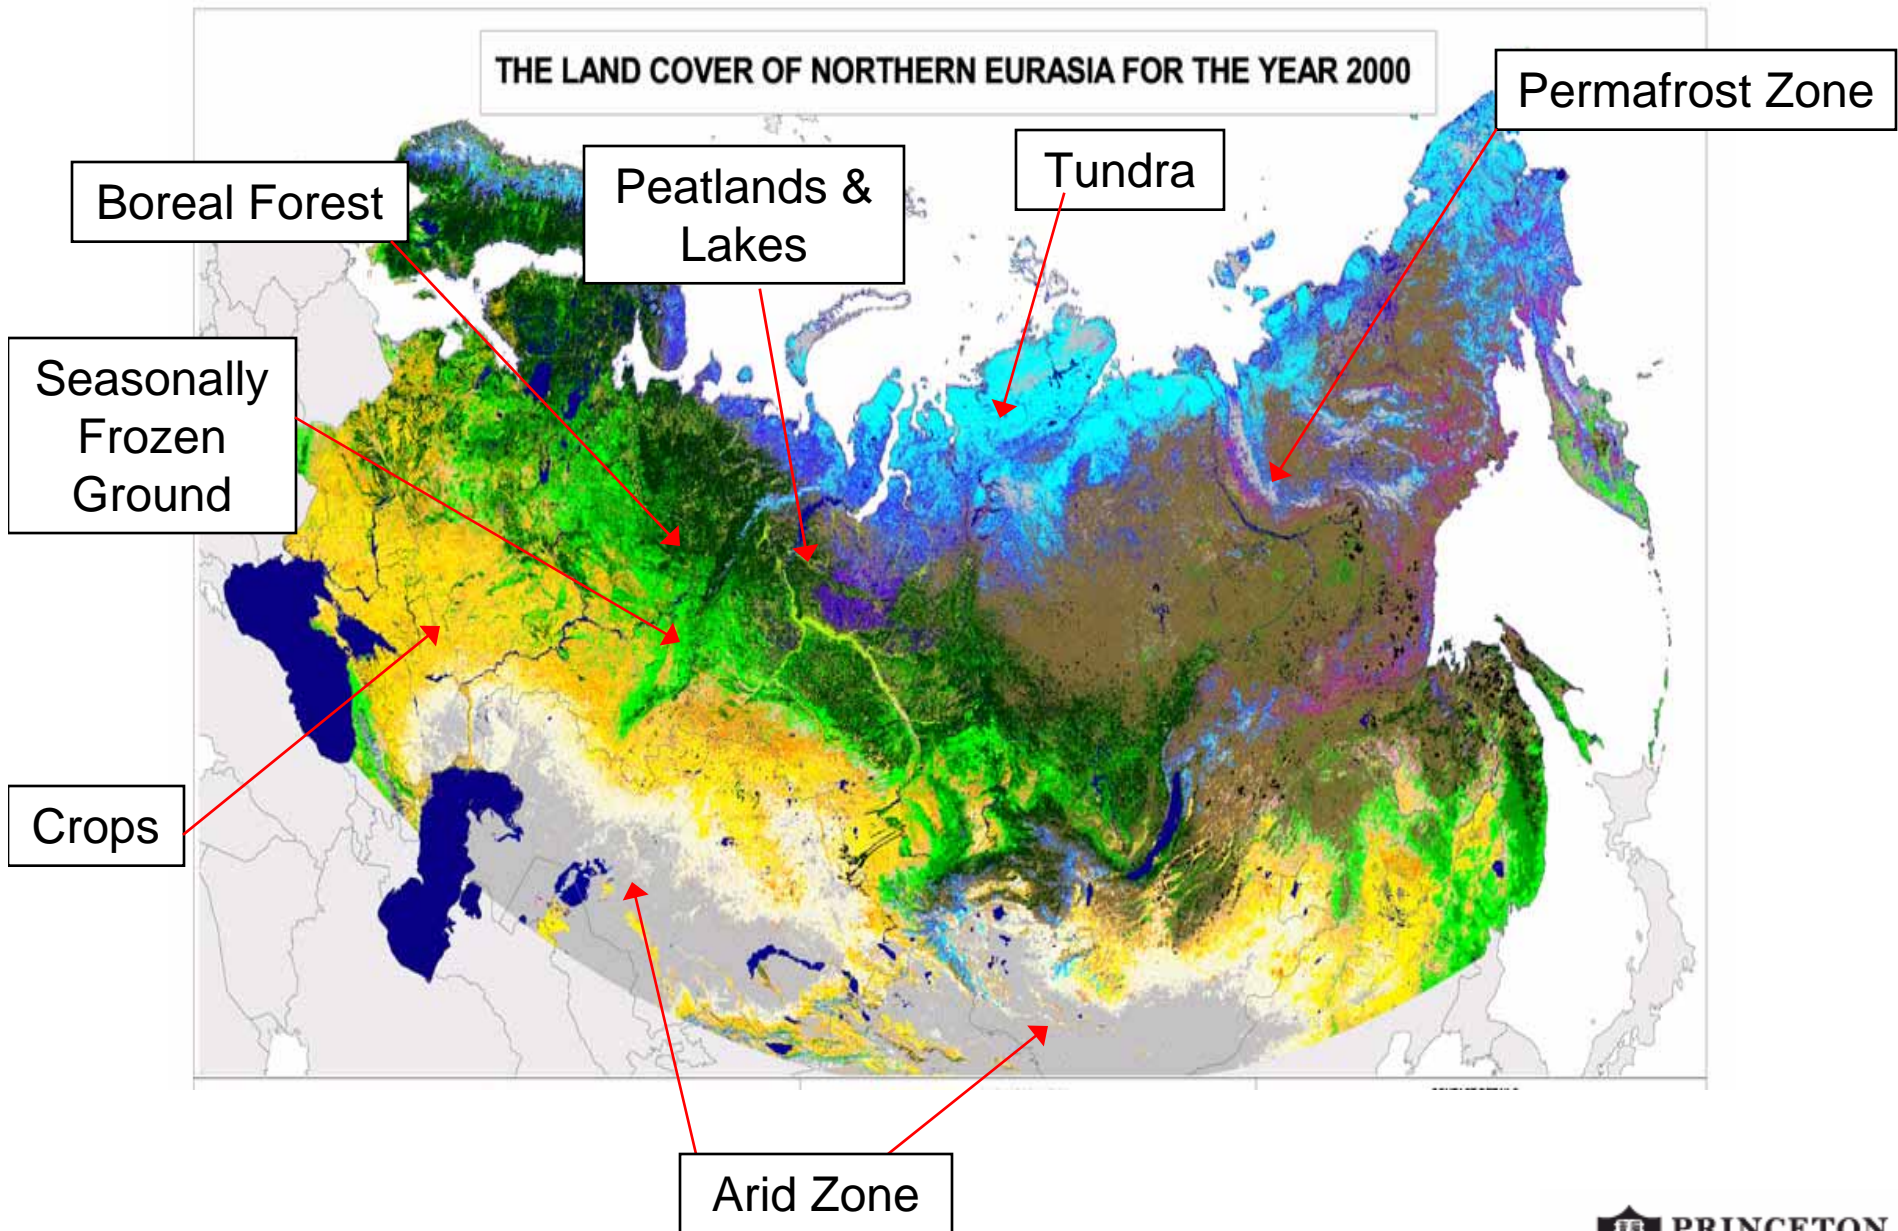 THE LAND COVER OF NORTHERN EURASIA FOR THE YEAR 2000
Permafrost Zone
Tundra
Peatlands &
Lakes
Boreal Forest
Seasonally
Frozen
Ground
Crops
Arid Zone
PRINCETON